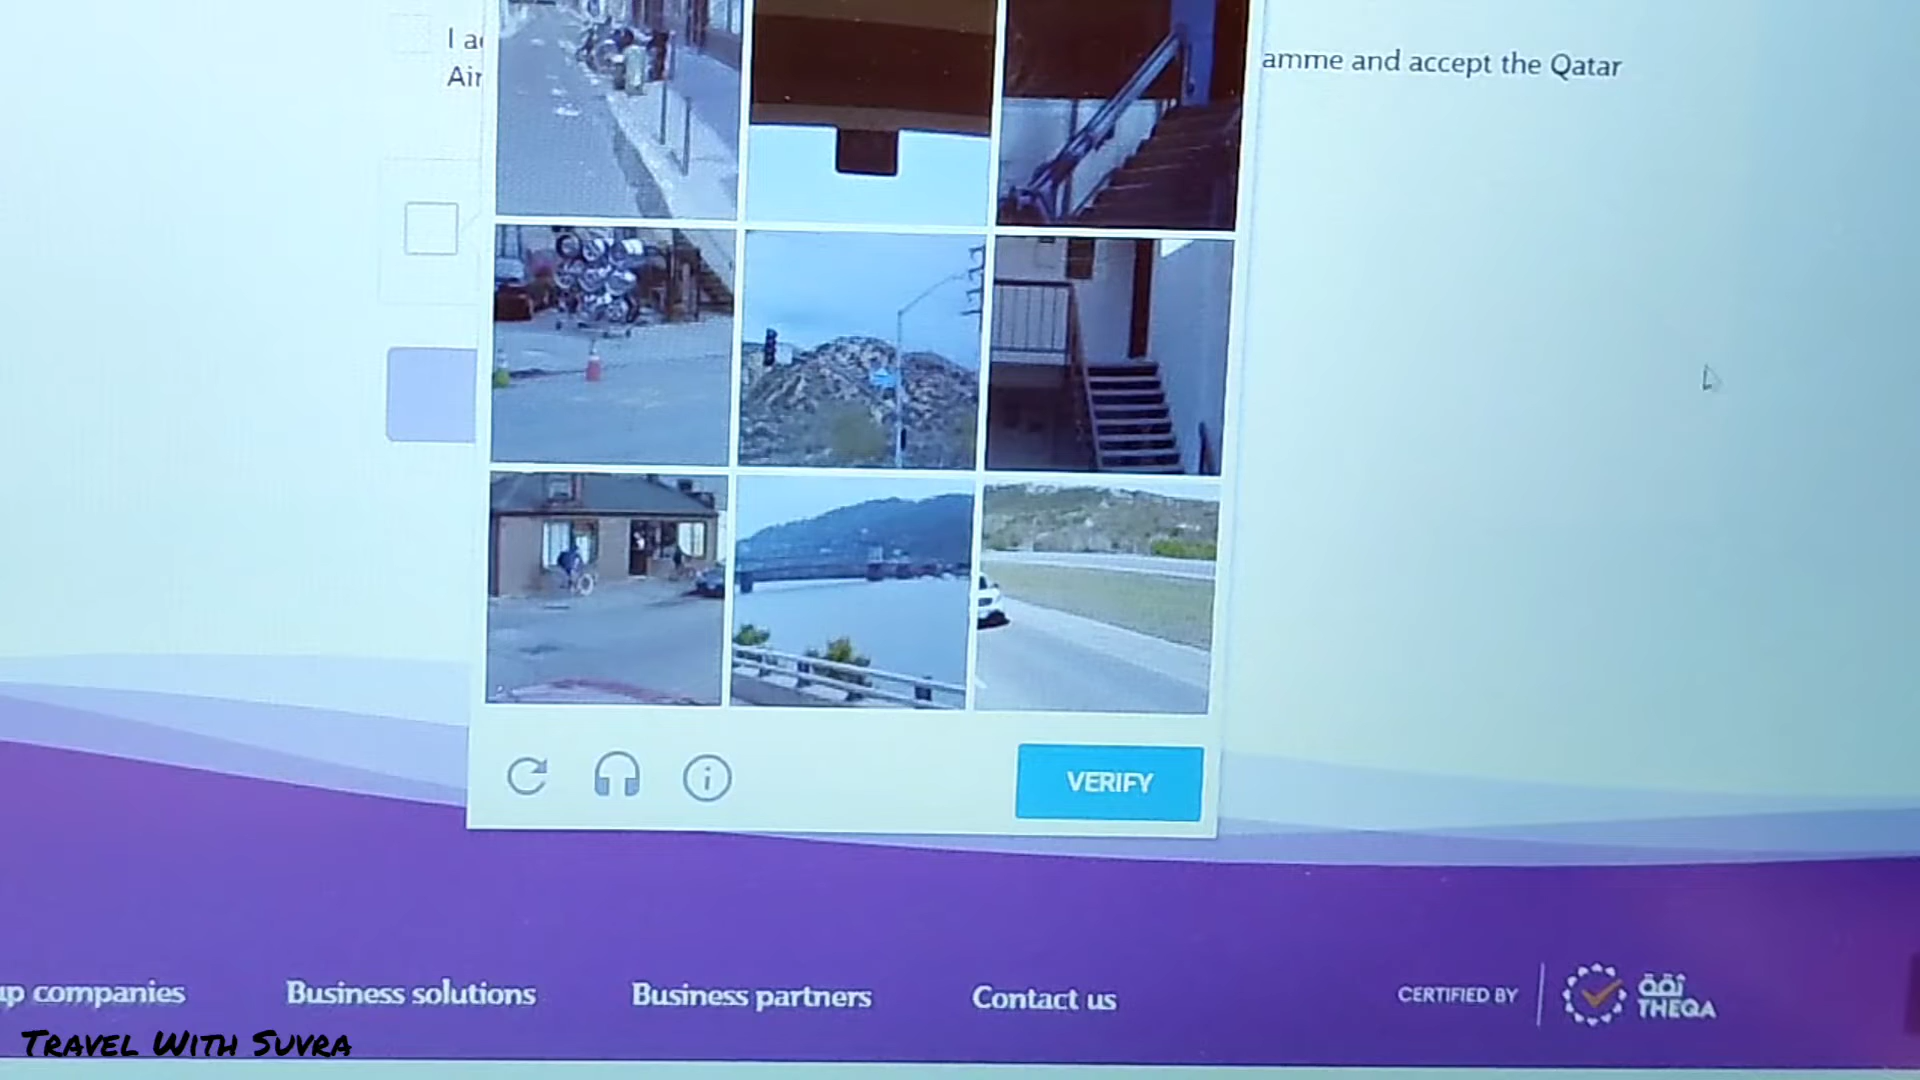 I a
Air
amme and accept the Qatar
VERIFY
up companies
Business solutions
Business partners
Contact us
CERTIFIED BY
ثقة
THEQA
TRAVEL WITH SUVRA